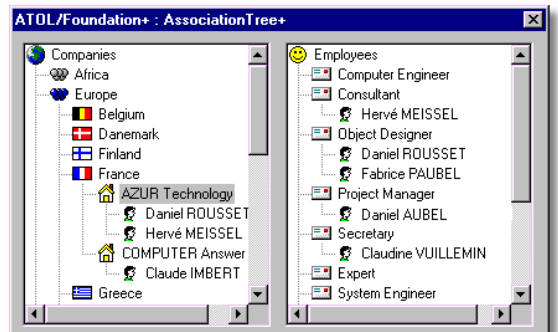 ATOL/Foundation+ : AssociationTree+
Companies
Africa
Europe
Belgium
Danemark
Finland
France
AZUR Technology
Daniel ROUSSET
Hervé MEISSEL
COMPUTER Answer
Claude IMBERT
Greece
Employees
Computer Engineer
Consultant
Hervé MEISSEL
Object Designer
Daniel ROUSSET
Fabrice PAUBEL
Project Manager
Daniel AUBEL
Secretary
Claudine VUILLEMIN
Expert
System Engineer